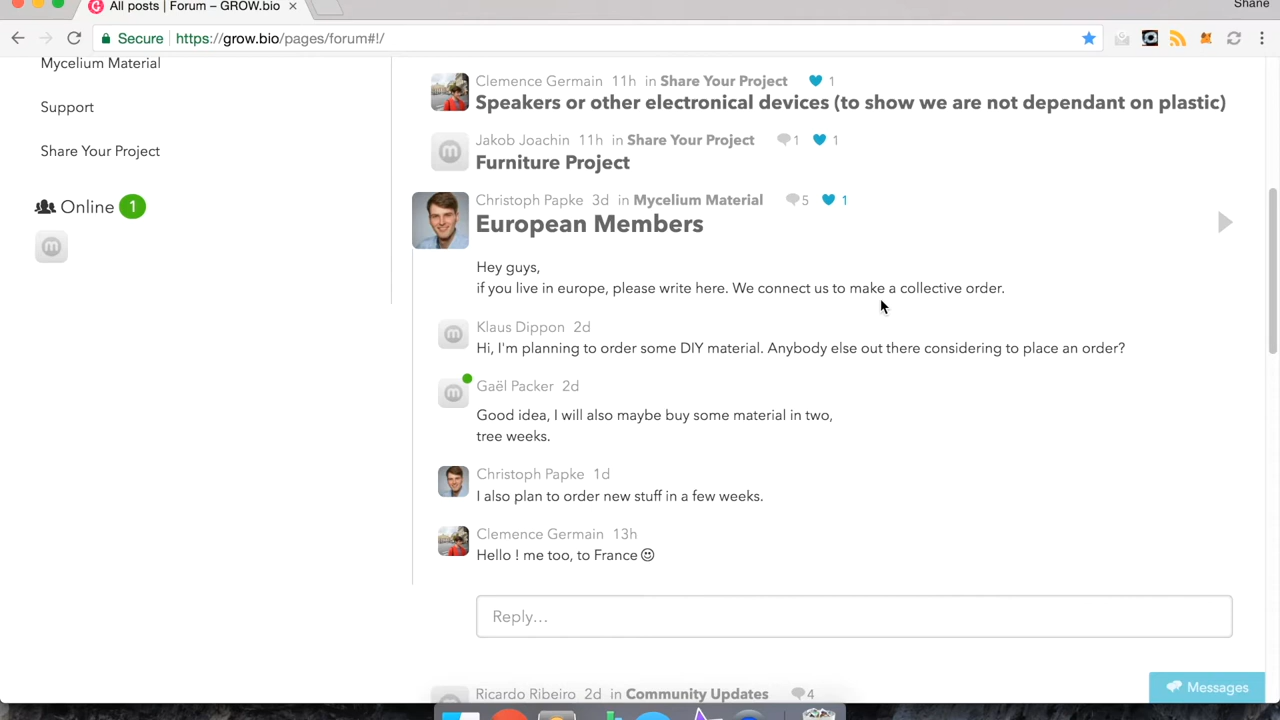 All posts | Forum – GROW.bio
Shane
Secure https://grow.bio/pages/forum#!/
Mycelium Material
Support
Share Your Project
Online 1
Clemence Germain 11h in Share Your Project 1
Speakers or other electronical devices (to show we are not dependant on plastic)
Jakob Joachin 11h in Share Your Project 1 1
Furniture Project
Christoph Papke 3d in Mycelium Material 5 1
European Members
Hey guys,
if you live in europe, please write here. We connect us to make a collective order.
Klaus Dippon 2d
Hi, I'm planning to order some DIY material. Anybody else out there considering to place an order?
Gaël Packer 2d
Good idea, I will also maybe buy some material in two,
tree weeks.
Christoph Papke 1d
I also plan to order new stuff in a few weeks.
Clemence Germain 13h
Hello ! me too, to France
Reply...
Ricardo Ribeiro 2d in Community Updates 4
Messages